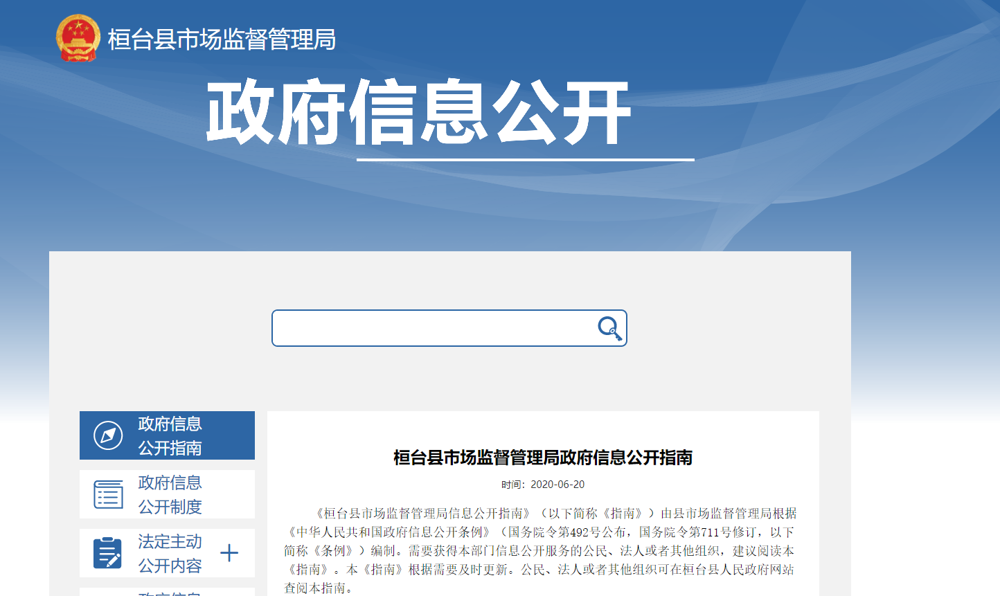 桓台县市场监督管理局
政府信息公开
政府信息
公开指南
政府信息
公开制度
法定主动
公开内容
政府信息
桓台县市场监督管理局政府信息公开指南
时间：2020-06-20
《桓台县市场监督管理局信息公开指南》（以下简称《指南》）由县市场监督管理局根据
《中华人民共和国政府信息公开条例》（国务院令第492号公布，国务院令第711号修订，以下
简称《条例》）编制。需要获得本部门信息公开服务的公民、法人或者其他组织，建议阅读本
《指南》。本《指南》根据需要及时更新。公民、法人或者其他组织可在桓台县人民政府网站
查阅本指南。